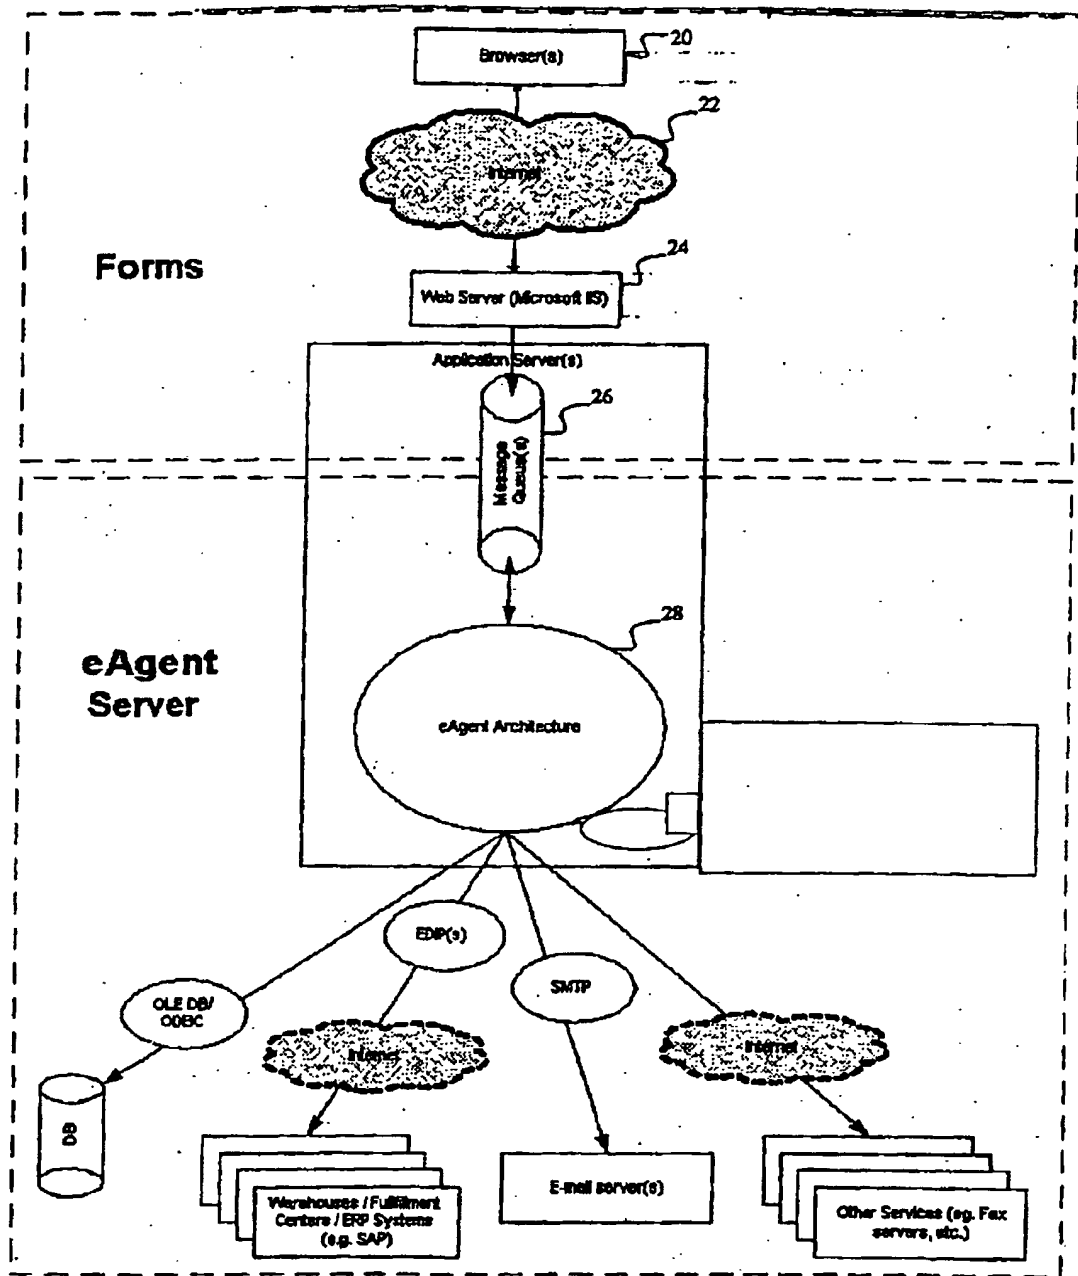 Browser(s)
20
22
Internet
Forms
24
Web Server (Microsoft IIS)
Application Server(s)
26
Message
Queue(s)
eAgent
Server
28
eAgent Architecture
EDIP(s)
OLE DB/
ODBC
SMTP
Internet
Internet
DB
Warehouses / Fulfillment
Centers / ERP Systems
(e.g. SAP)
E-mail server(s)
Other Services (eg. Fax
servers, etc.)